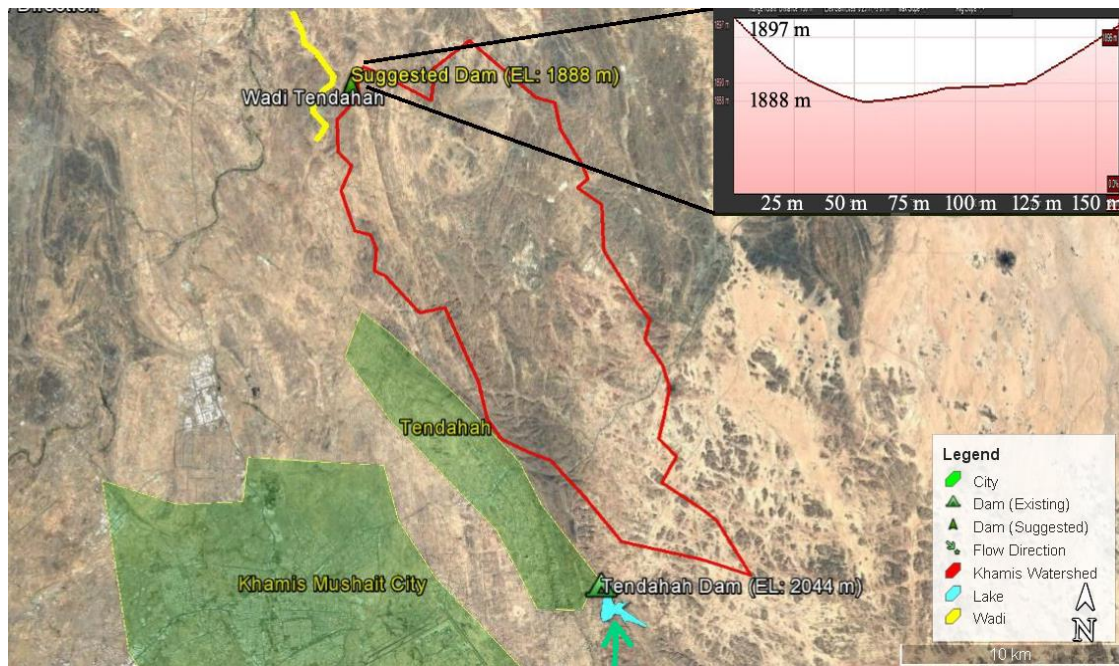 Direction
Suggested Dam (EL: 1888 m)
Wadi Tendahan
1897 m
1888 m
25 m 50 m 75 m 100 m 125 m 150 m
Tendahah
Khamis Mushait City
Tendahah Dam (EL: 2044 m)
Legend
City
Dam (Existing)
Dam (Suggested)
Flow Direction
Khamis Watershed
Lake
Wadi
N
10 km